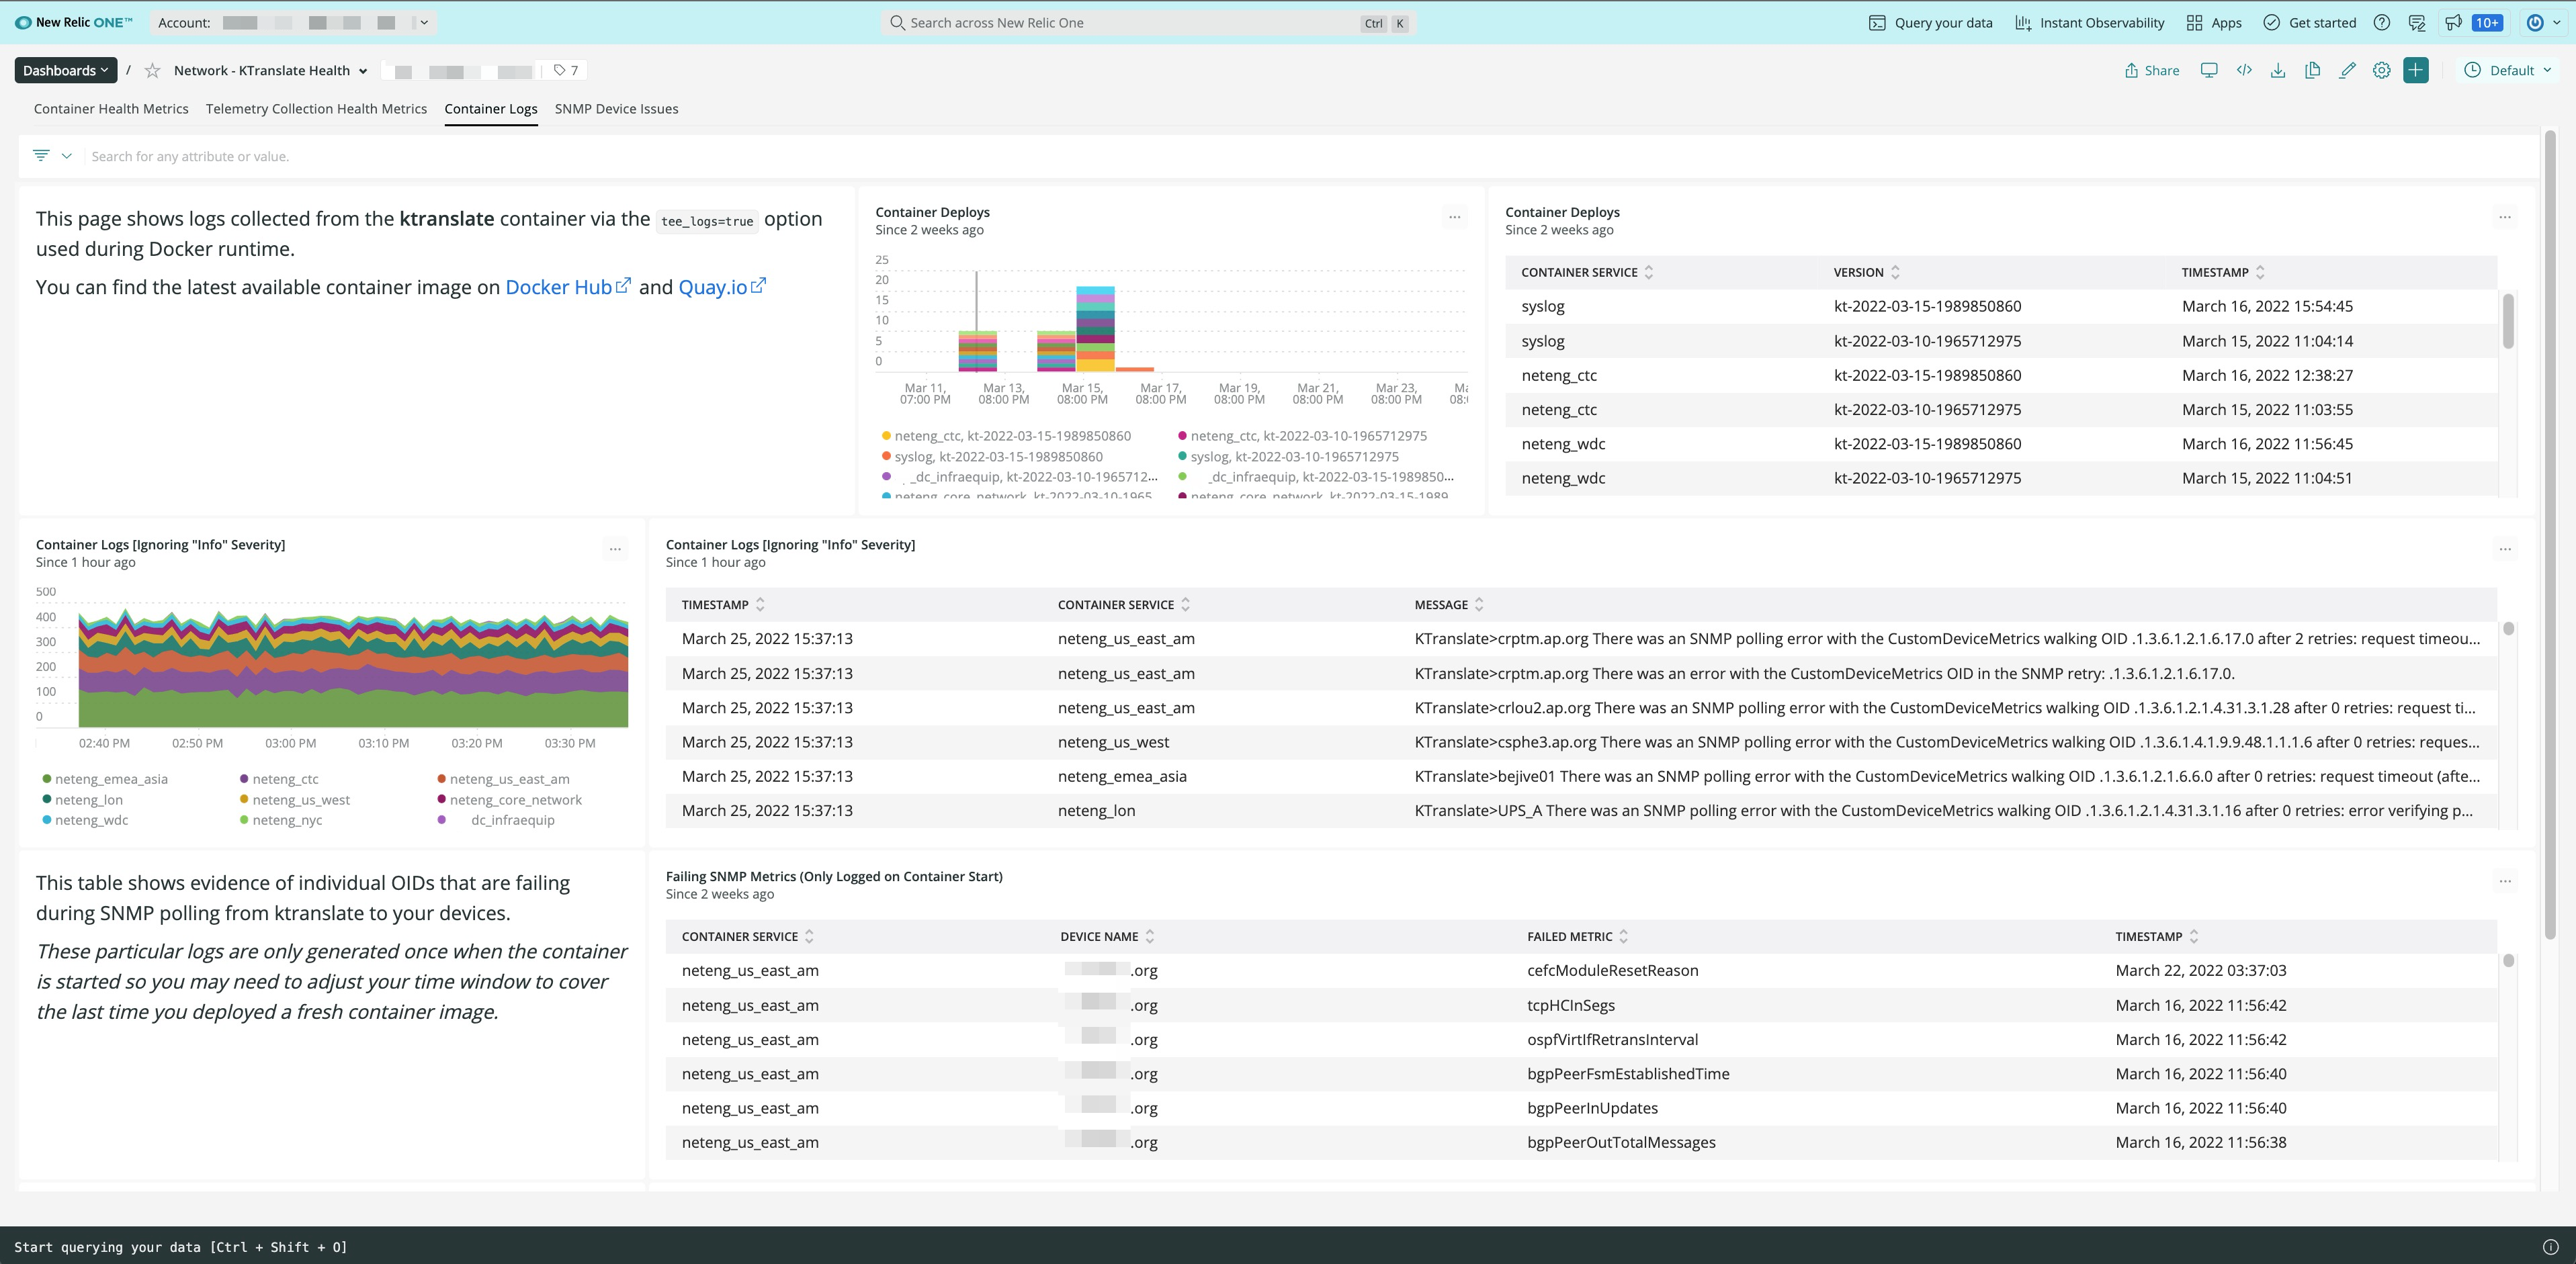 New Relic ONE™
Account:
Search across New Relic One
Ctrl K
Query your data
Instant Observability
Apps
Get started
10+
Dashboards
/
Network - KTranslate Health
7
Share
Default
Container Health Metrics
Telemetry Collection Health Metrics
Container Logs
SNMP Device Issues
Search for any attribute or value.
This page shows logs collected from the ktranslate container via the tee_logs=true option
used during Docker runtime.
You can find the latest available container image on Docker Hub and Quay.io
Container Deploys
Since 2 weeks ago
25
20
15
10
5
0
Mar 11, 07:00 PM
Mar 13, 08:00 PM
Mar 15, 08:00 PM
Mar 17, 08:00 PM
Mar 19, 08:00 PM
Mar 21, 08:00 PM
Mar 23, 08:00 PM
neteng_ctc, kt-2022-03-15-1989850860
neteng_ctc, kt-2022-03-10-1965712975
syslog, kt-2022-03-15-1989850860
syslog, kt-2022-03-10-1965712975
_dc_infraequip, kt-2022-03-10-1965712...
_dc_infraequip, kt-2022-03-15-1989850...
neteng_core_network, kt-2022-03-10-1965
neteng_core_network, kt-2022-03-15-1989
Container Deploys
Since 2 weeks ago
CONTAINER SERVICE VERSION TIMESTAMP
syslog kt-2022-03-15-1989850860 March 16, 2022 15:54:45
syslog kt-2022-03-10-1965712975 March 15, 2022 11:04:14
neteng_ctc kt-2022-03-15-1989850860 March 16, 2022 12:38:27
neteng_ctc kt-2022-03-10-1965712975 March 15, 2022 11:03:55
neteng_wdc kt-2022-03-15-1989850860 March 16, 2022 11:56:45
neteng_wdc kt-2022-03-10-1965712975 March 15, 2022 11:04:51
Container Logs [Ignoring "Info" Severity]
Since 1 hour ago
500
400
300
200
100
0
02:40 PM 02:50 PM 03:00 PM 03:10 PM 03:20 PM 03:30 PM
neteng_emea_asia neteng_ctc neteng_us_east_am
neteng_lon neteng_us_west neteng_core_network
neteng_wdc neteng_nyc dc_infraequip
Container Logs [Ignoring "Info" Severity]
Since 1 hour ago
TIMESTAMP CONTAINER SERVICE MESSAGE
March 25, 2022 15:37:13 neteng_us_east_am KTranslate>crptm.ap.org There was an SNMP polling error with the CustomDeviceMetrics walking OID .1.3.6.1.2.1.6.17.0 after 2 retries: request timeou...
March 25, 2022 15:37:13 neteng_us_east_am KTranslate>crptm.ap.org There was an error with the CustomDeviceMetrics OID in the SNMP retry: .1.3.6.1.2.1.6.17.0.
March 25, 2022 15:37:13 neteng_us_east_am KTranslate>crlou2.ap.org There was an SNMP polling error with the CustomDeviceMetrics walking OID .1.3.6.1.2.1.4.31.3.1.28 after 0 retries: request ti...
March 25, 2022 15:37:13 neteng_us_west KTranslate>csphe3.ap.org There was an SNMP polling error with the CustomDeviceMetrics walking OID .1.3.6.1.4.1.9.9.48.1.1.1.6 after 0 retries: reques...
March 25, 2022 15:37:13 neteng_emea_asia KTranslate>bejive01 There was an SNMP polling error with the CustomDeviceMetrics walking OID .1.3.6.1.2.1.6.6.0 after 0 retries: request timeout (afte...
March 25, 2022 15:37:13 neteng_lon KTranslate>UPS_A There was an SNMP polling error with the CustomDeviceMetrics walking OID .1.3.6.1.2.1.4.31.3.1.16 after 0 retries: error verifying p...
This table shows evidence of individual OIDs that are failing
during SNMP polling from ktranslate to your devices.
These particular logs are only generated once when the container
is started so you may need to adjust your time window to cover
the last time you deployed a fresh container image.
Failing SNMP Metrics (Only Logged on Container Start)
Since 2 weeks ago
CONTAINER SERVICE DEVICE NAME FAILED METRIC TIMESTAMP
neteng_us_east_am .org cefcModuleResetReason March 22, 2022 03:37:03
neteng_us_east_am .org tcpHCInSegs March 16, 2022 11:56:42
neteng_us_east_am .org ospfVirtIfRetransInterval March 16, 2022 11:56:42
neteng_us_east_am .org bgpPeerFsmEstablishedTime March 16, 2022 11:56:40
neteng_us_east_am .org bgpPeerInUpdates March 16, 2022 11:56:40
neteng_us_east_am .org bgpPeerOutTotalMessages March 16, 2022 11:56:38
Start querying your data [Ctrl + Shift + O]